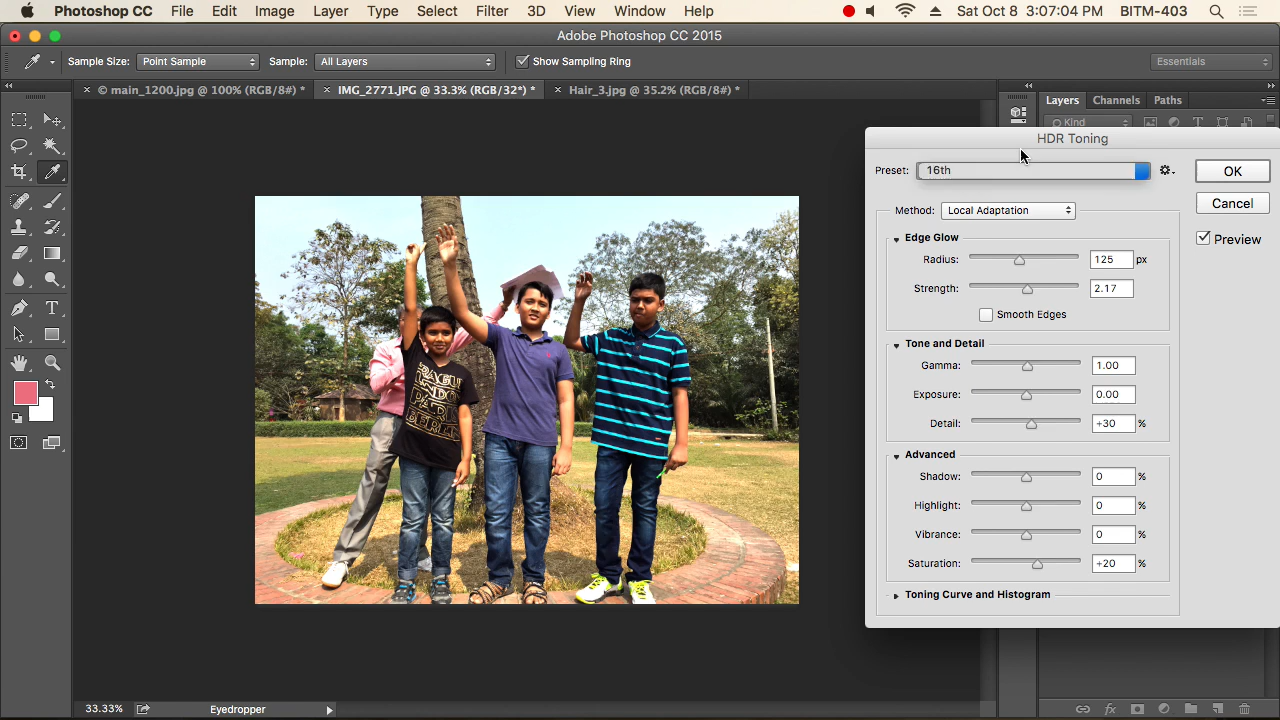 Photoshop CC File Edit Image Layer Type Select Filter 3D View Window Help Sat Oct 8 3:07:04 PM BITM-403
Adobe Photoshop CC 2015
Sample Size: Point Sample Sample: All Layers Show Sampling Ring Essentials
© main_1200.jpg @ 100% (RGB/8#) * IMG_2771.JPG @ 33.3% (RGB/32*) * Hair_3.jpg @ 35.2% (RGB/8#) *
Layers Channels Paths
Kind
HDR Toning
Preset: 16th
OK
Method: Local Adaptation
Cancel
Preview
Edge Glow
Radius: 125 px
Strength: 2.17
Smooth Edges
Tone and Detail
Gamma: 1.00
Exposure: 0.00
Detail: +30 %
Advanced
Shadow: 0 %
Highlight: 0 %
Vibrance: 0 %
Saturation: +20 %
Toning Curve and Histogram
33.33% Eyedropper